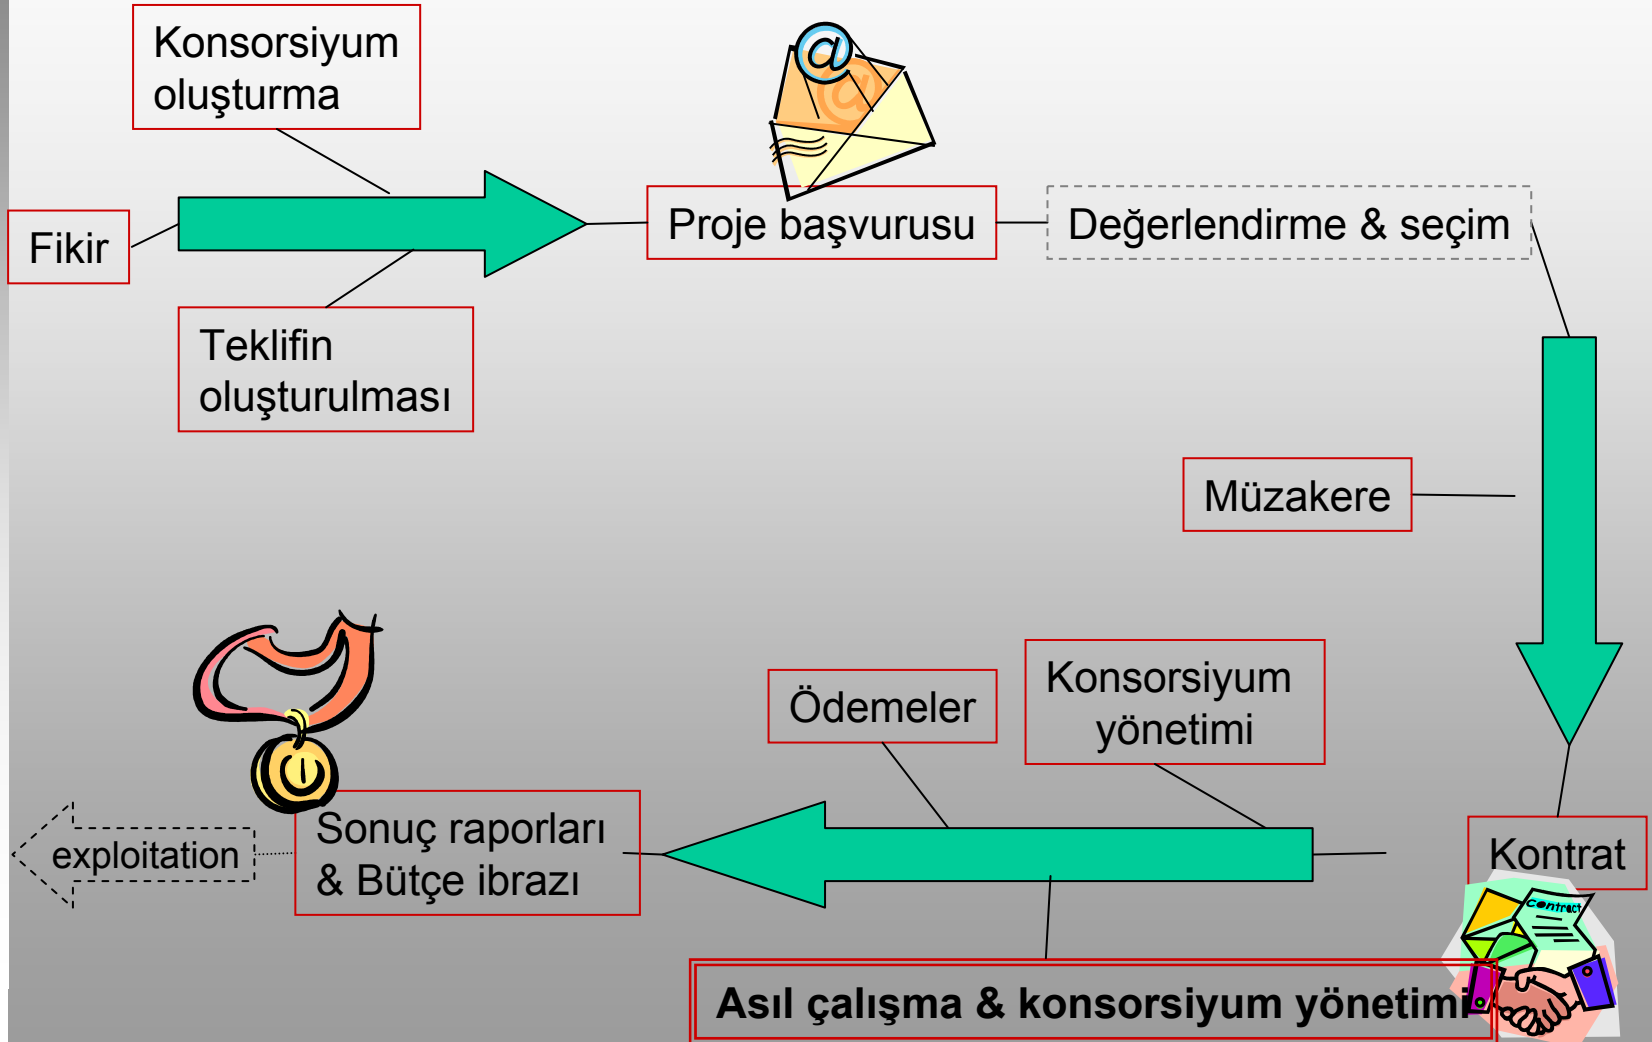 Konsorsiyum
oluşturma
Fikir
Teklifin
oluşturulması
@
@
Proje başvurusu
Değerlendirme & seçim
Müzakere
Konsorsiyum
yönetimi
Ödemeler
Kontrat
contract
Sonuç raporları
& Bütçe ibrazı
exploitation
Asıl çalışma & konsorsiyum yönetimi